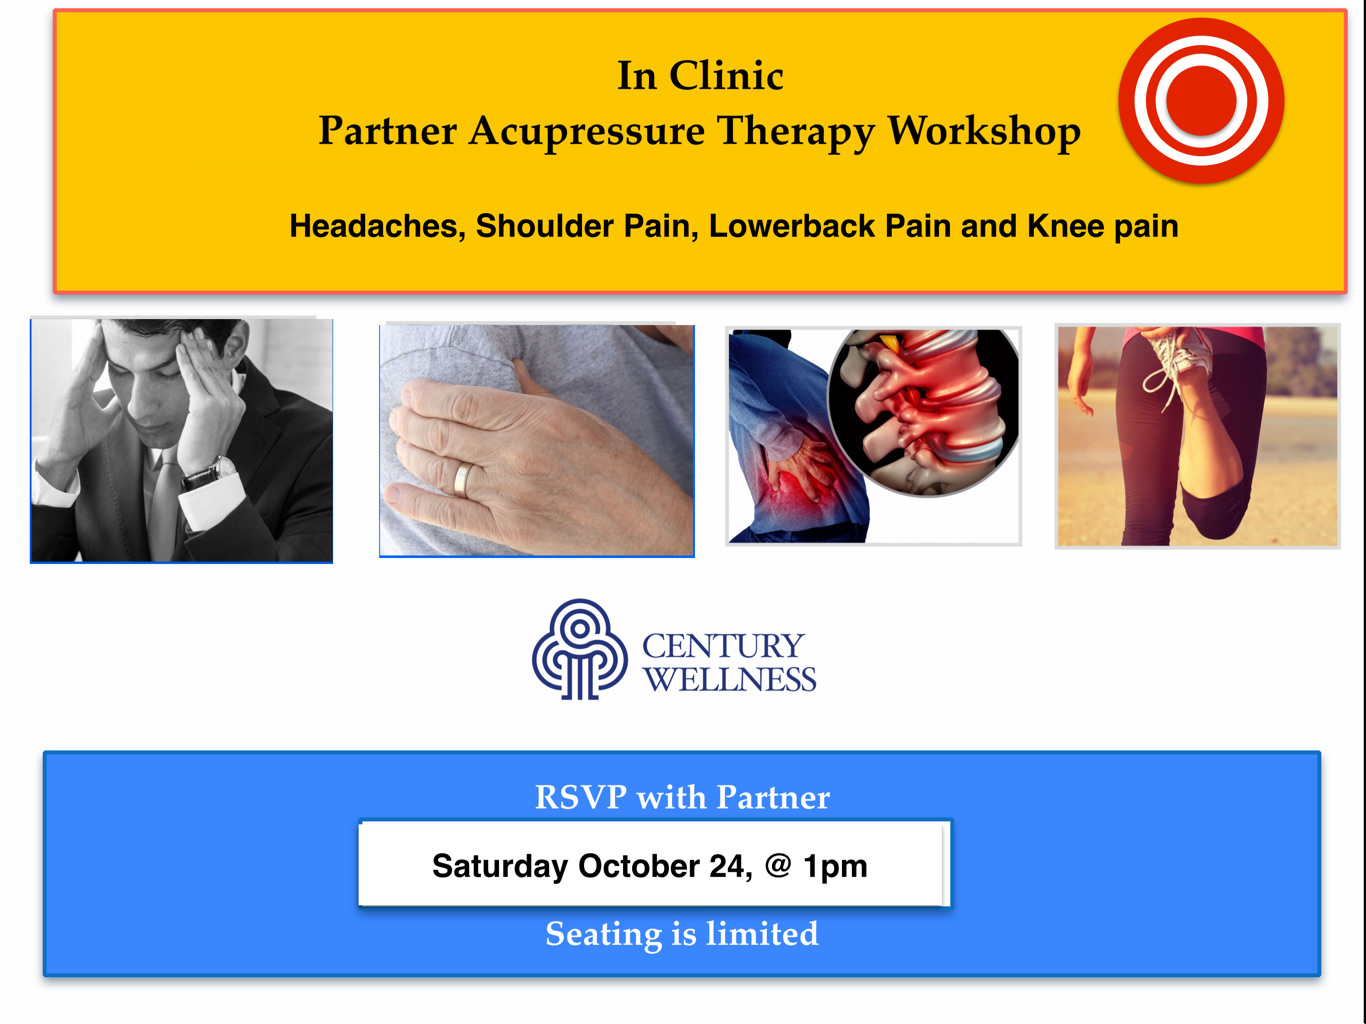 In Clinic
Partner Acupressure Therapy Workshop
Headaches, Shoulder Pain, Lowerback Pain and Knee pain
CENTURY
WELLNESS
RSVP with Partner
Saturday October 24, @ 1pm
Seating is limited